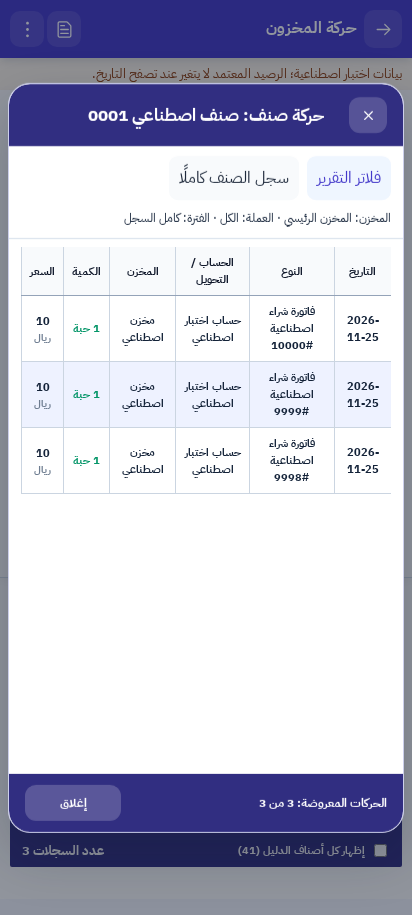 حركة المخزون
بيانات اختبار اصطناعية؛ الرصيد المعتمد لا يتغير عند تصفح التاريخ.
حركة صنف: صنف اصطناعي 0001
×
فلاتر التقرير
سجل الصنف كاملًا
المخزن: المخزن الرئيسي · العملة: الكل · الفترة: كامل السجل
التاريخ
النوع
الحساب / التحويل
المخزن
الكمية
السعر
2026-11-25
فاتورة شراء اصطناعية #10000
حساب اختبار اصطناعي
مخزن اصطناعي
1 حبة
10 ريال
2026-11-25
فاتورة شراء اصطناعية #9999
حساب اختبار اصطناعي
مخزن اصطناعي
1 حبة
10 ريال
2026-11-25
فاتورة شراء اصطناعية #9998
حساب اختبار اصطناعي
مخزن اصطناعي
1 حبة
10 ريال
الحركات المعروضة: 3 من 3
إغلاق
إظهار كل أصناف الدليل (41)
عدد السجلات 3